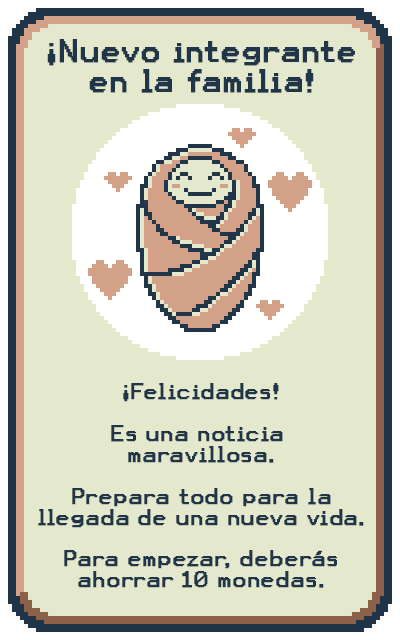 ¡Nuevo integrante
en la familia!
¡Felicidades!
Es una noticia
maravillosa.
Prepara todo para la
llegada de una nueva vida.
Para empezar, deberás
ahorrar 10 monedas.